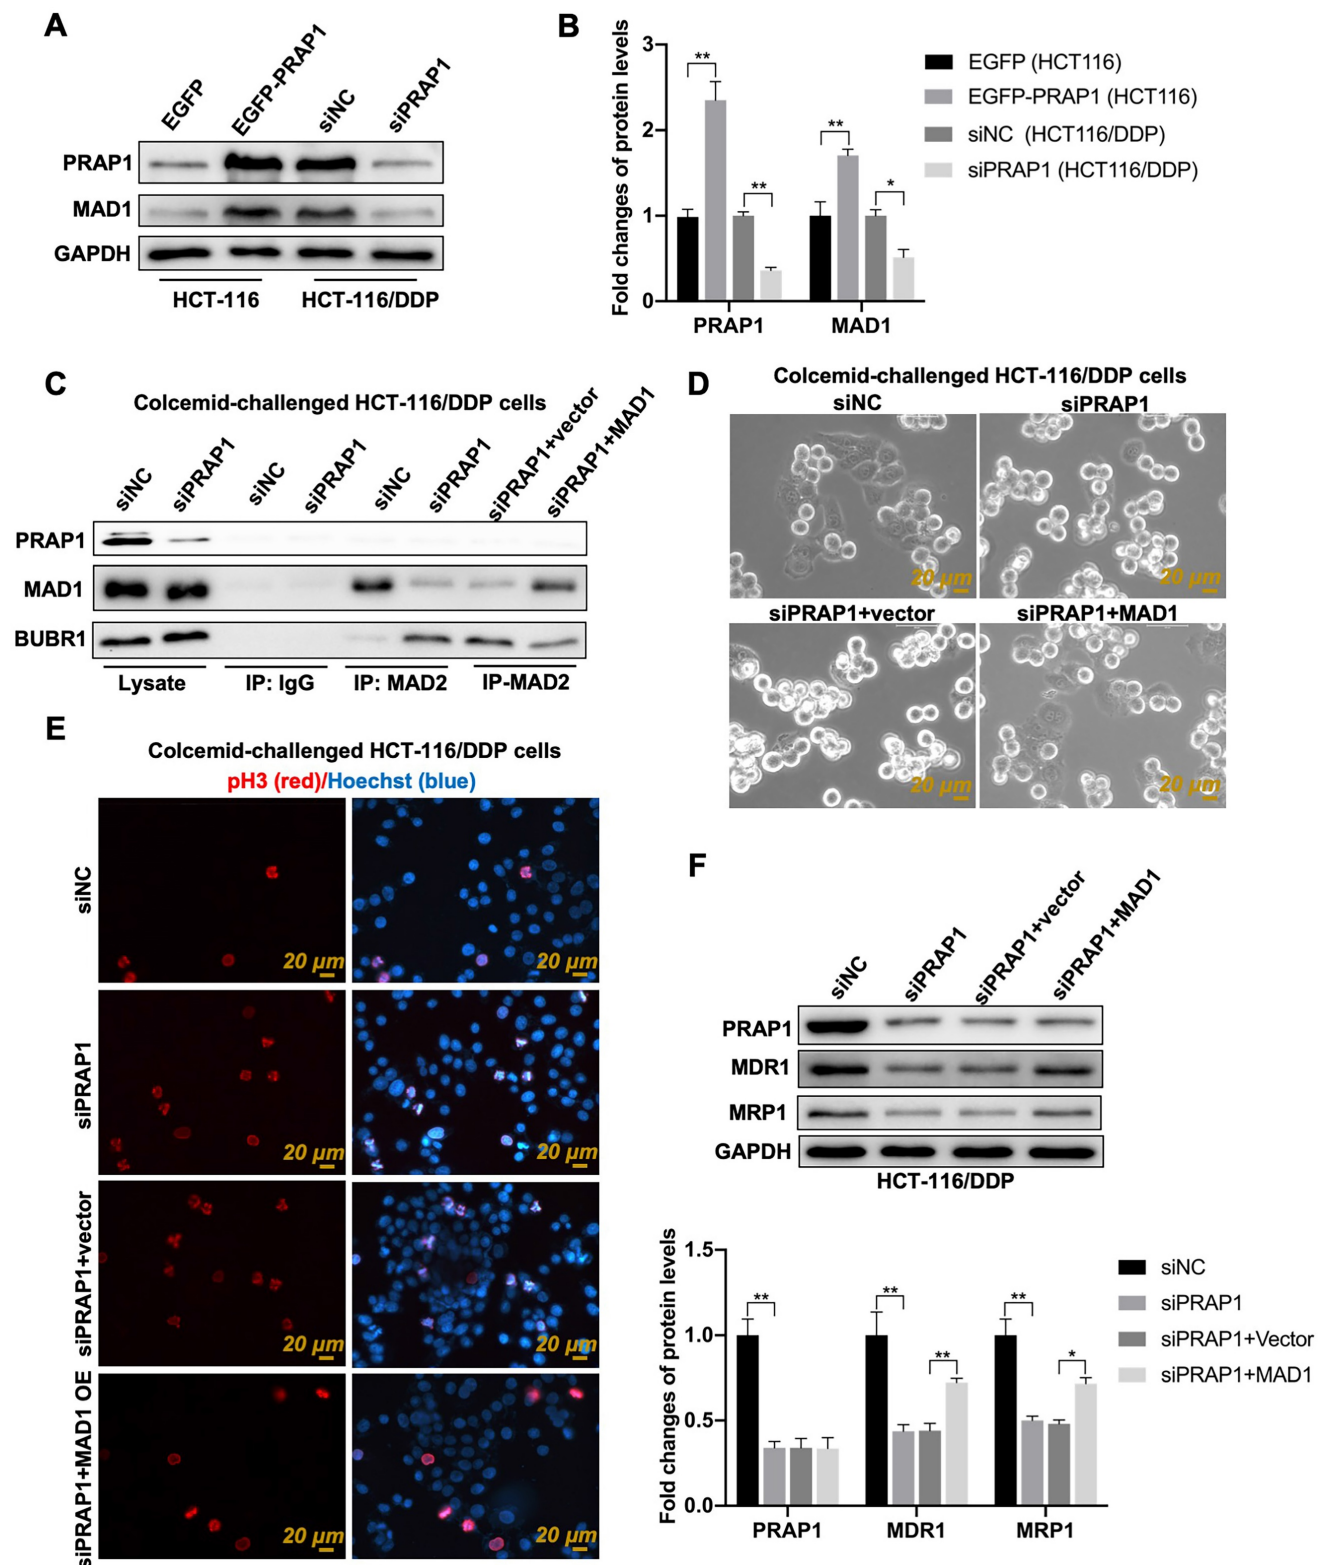 A
EGFP
EGFP-PRAP1
siNC
siPRAP1
PRAP1
MAD1
GAPDH
HCT-116
HCT-116/DDP
B
Fold changes of protein levels
3
2
1
0
**
**
**
*
PRAP1
MAD1
EGFP (HCT116)
EGFP-PRAP1 (HCT116)
siNC (HCT116/DDP)
siPRAP1 (HCT116/DDP)
C
Colcemid-challenged HCT-116/DDP cells
siNC
siPRAP1
siNC
siPRAP1
siNC
siPRAP1
siPRAP1+vector
siPRAP1+MAD1
PRAP1
MAD1
BUBR1
Lysate
IP: IgG
IP: MAD2
IP-MAD2
D
Colcemid-challenged HCT-116/DDP cells
siNC
siPRAP1
20 µm
20 µm
siPRAP1+vector
siPRAP1+MAD1
20 µm
20 µm
E
Colcemid-challenged HCT-116/DDP cells
pH3 (red)/Hoechst (blue)
siNC
20 µm
20 µm
siPRAP1
20 µm
20 µm
siPRAP1+vector
20 µm
20 µm
siPRAP1+MAD1 OE
20 µm
20 µm
F
siNC
siPRAP1
siPRAP1+vector
siPRAP1+MAD1
PRAP1
MDR1
MRP1
GAPDH
HCT-116/DDP
Fold changes of protein levels
1.5
1.0
0.5
0.0
**
**
**
**
*
PRAP1
MDR1
MRP1
siNC
siPRAP1
siPRAP1+Vector
siPRAP1+MAD1